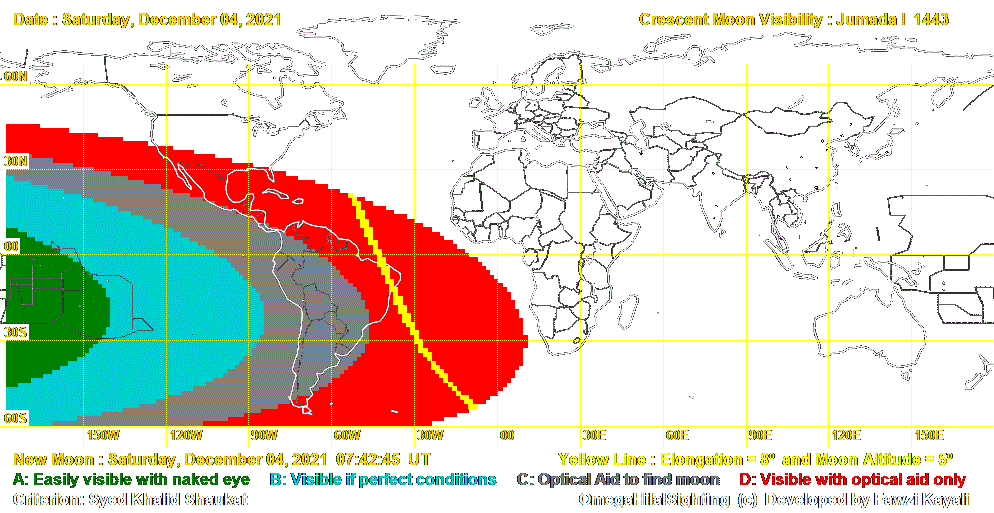 Date : Saturday, December 04, 2021
Crescent Moon Visibility : Jumada I 1443
60N
30N
00
30S
60S
150W 120W 90W 60W 30W 00 30E 60E 90E 120E 150E
New Moon : Saturday, December 04, 2021 07:42:45 UT
Yellow Line : Elongation = 8º and Moon Altitude = 5º
A: Easily visible with naked eye B: Visible if perfect conditions C: Optical Aid to find moon D: Visible with optical aid only
Criterion: Syed Khalid Shaukat
OmegaHilalSighting (c) Developed by Fawzi Kayali